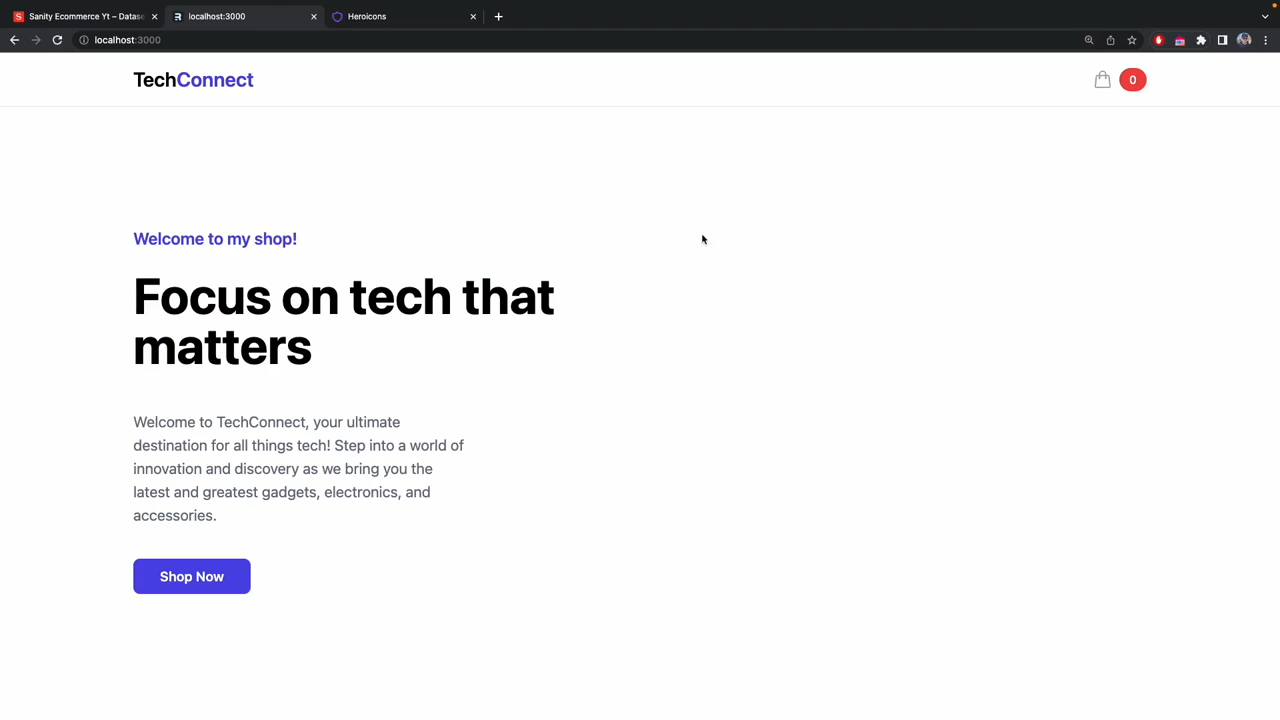 Sanity Ecommerce Yt – Datase
localhost:3000
Heroicons
localhost:3000
TechConnect
0
Welcome to my shop!
Focus on tech that
matters
Welcome to TechConnect, your ultimate
destination for all things tech! Step into a world of
innovation and discovery as we bring you the
latest and greatest gadgets, electronics, and
accessories.
Shop Now